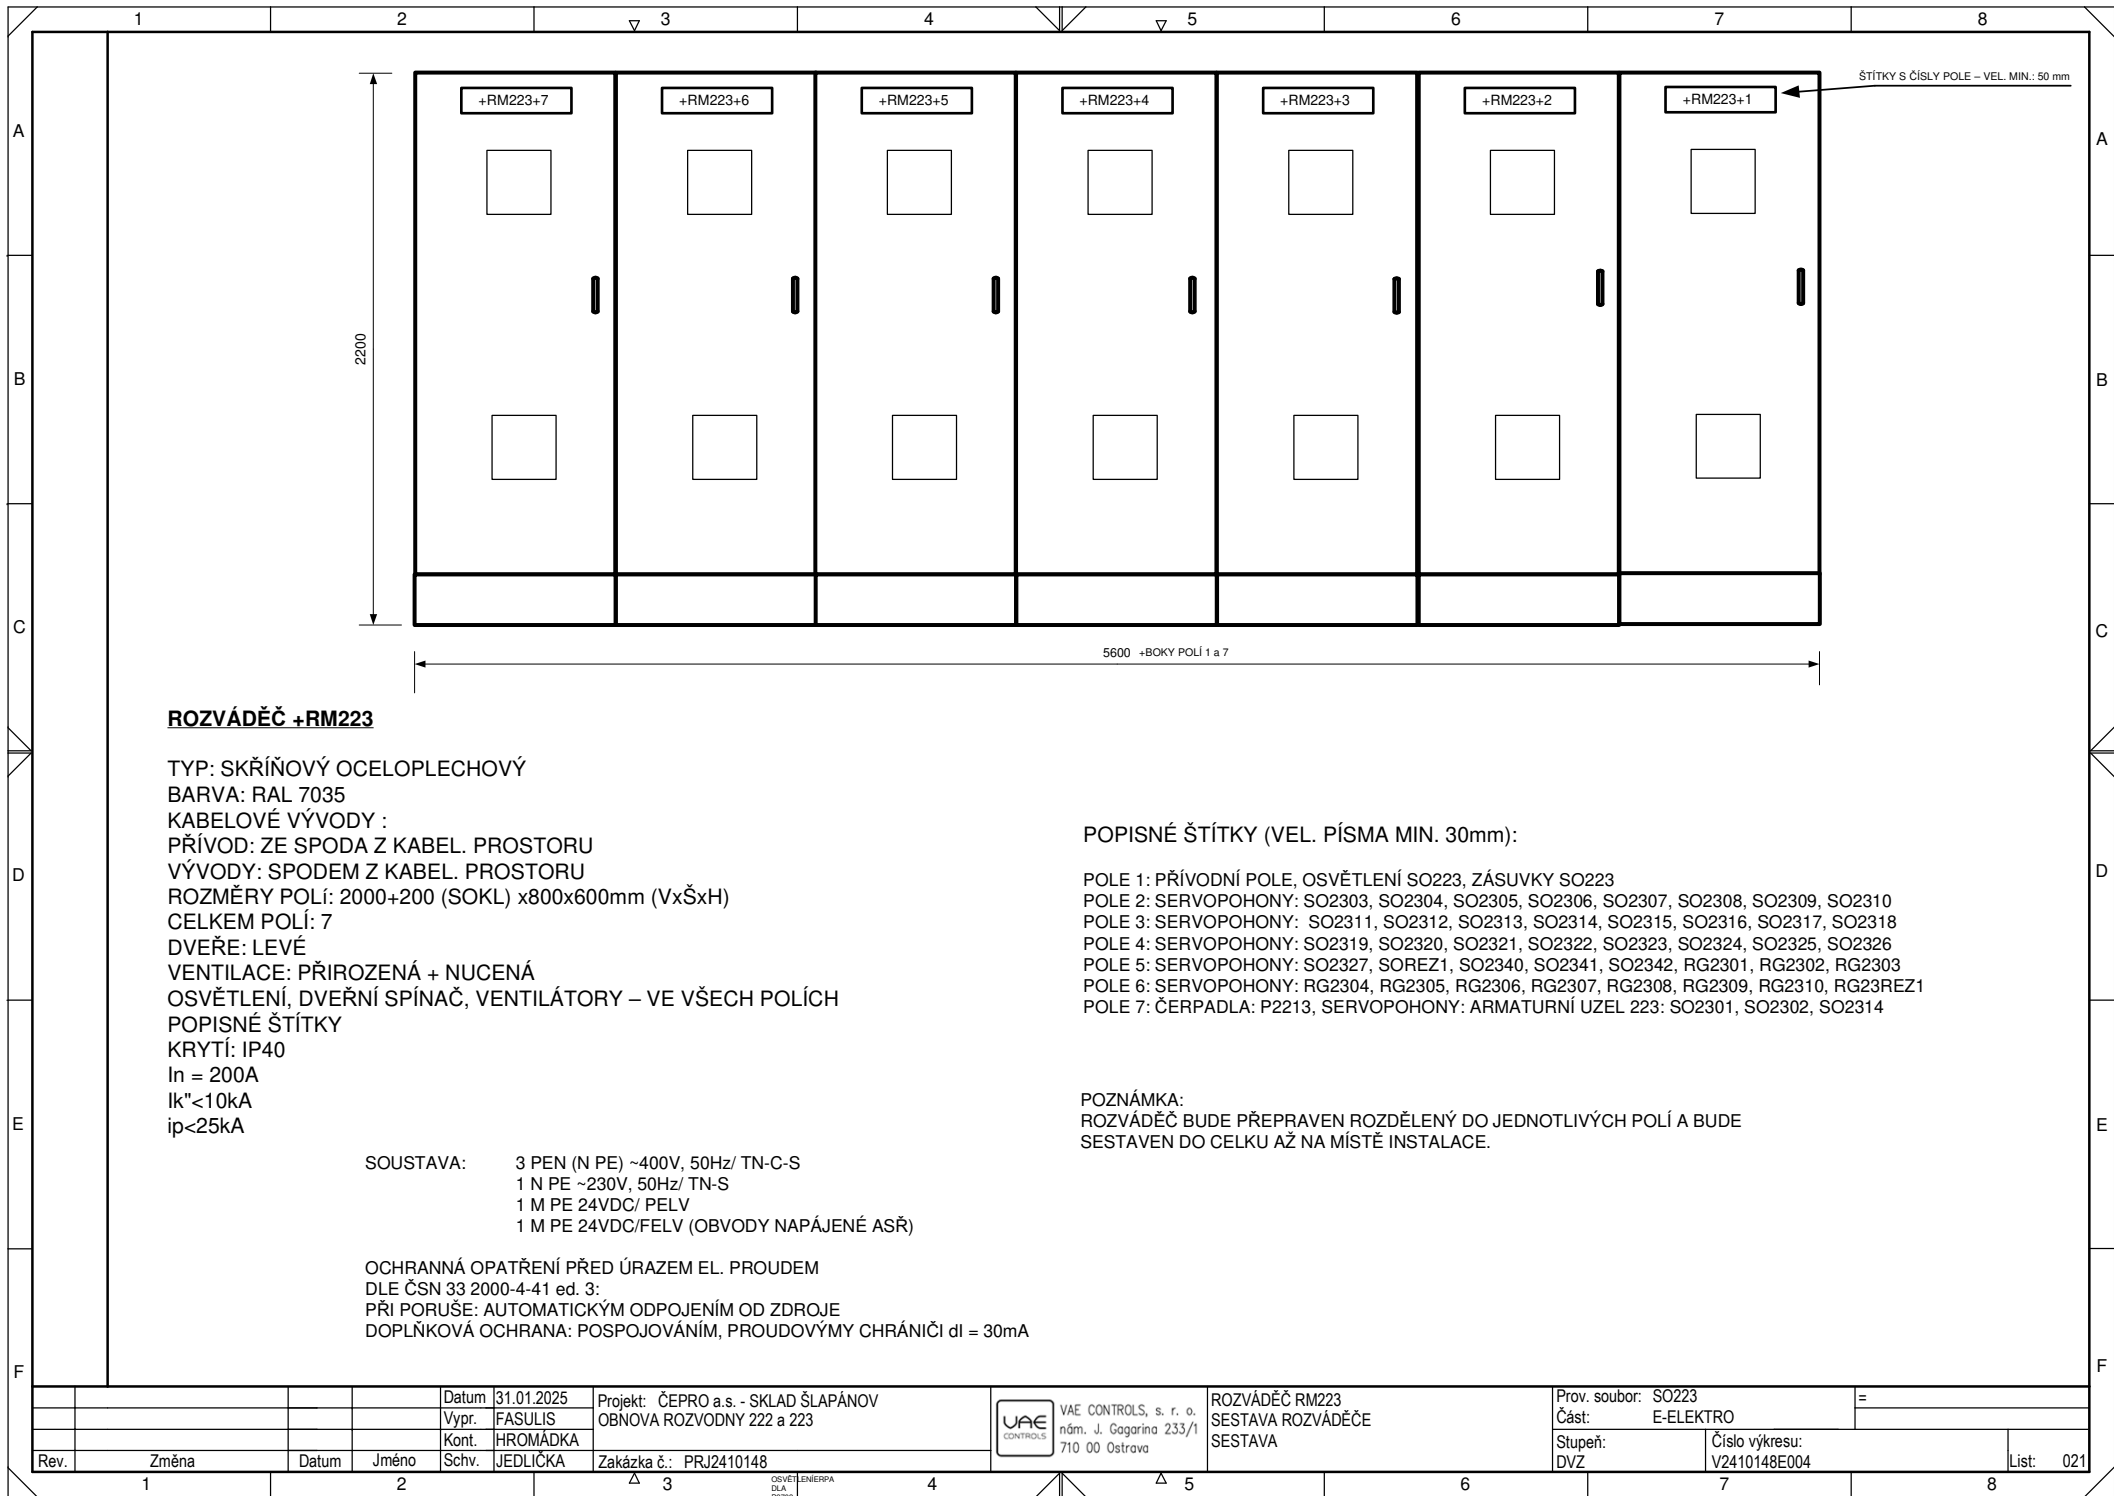 1 2 3 4 5 6 7 8
A
B
C
D
E
F
A
B
C
D
E
F
ŠTÍTKY S ČÍSLY POLE – VEL. MIN.: 50 mm
+RM223+7 +RM223+6 +RM223+5 +RM223+4 +RM223+3 +RM223+2 +RM223+1
2200
5600 +BOKY POLÍ 1 a 7
ROZVÁDĚČ +RM223
TYP: SKŘÍŇOVÝ OCELOPLECHOVÝ
BARVA: RAL 7035
KABELOVÉ VÝVODY :
PŘÍVOD: ZE SPODA Z KABEL. PROSTORU
VÝVODY: SPODEM Z KABEL. PROSTORU
ROZMĚRY POLí: 2000+200 (SOKL) x800x600mm (VxŠxH)
CELKEM POLÍ: 7
DVEŘE: LEVÉ
VENTILACE: PŘIROZENÁ + NUCENÁ
OSVĚTLENÍ, DVEŘNÍ SPÍNAČ, VENTILÁTORY – VE VŠECH POLÍCH
POPISNÉ ŠTÍTKY
KRYTÍ: IP40
In = 200A
Ik"<10kA
ip<25kA
SOUSTAVA: 3 PEN (N PE) ~400V, 50Hz/ TN-C-S
1 N PE ~230V, 50Hz/ TN-S
1 M PE 24VDC/ PELV
1 M PE 24VDC/FELV (OBVODY NAPÁJENÉ ASŘ)
OCHRANNÁ OPATŘENÍ PŘED ÚRAZEM EL. PROUDEM
DLE ČSN 33 2000-4-41 ed. 3:
PŘI PORUŠE: AUTOMATICKÝM ODPOJENÍM OD ZDROJE
DOPLŇKOVÁ OCHRANA: POSPOJOVÁNÍM, PROUDOVÝMY CHRÁNIČI dI = 30mA
POPISNÉ ŠTÍTKY (VEL. PÍSMA MIN. 30mm):
POLE 1: PŘÍVODNÍ POLE, OSVĚTLENÍ SO223, ZÁSUVKY SO223
POLE 2: SERVOPOHONY: SO2303, SO2304, SO2305, SO2306, SO2307, SO2308, SO2309, SO2310
POLE 3: SERVOPOHONY: SO2311, SO2312, SO2313, SO2314, SO2315, SO2316, SO2317, SO2318
POLE 4: SERVOPOHONY: SO2319, SO2320, SO2321, SO2322, SO2323, SO2324, SO2325, SO2326
POLE 5: SERVOPOHONY: SO2327, SOREZ1, SO2340, SO2341, SO2342, RG2301, RG2302, RG2303
POLE 6: SERVOPOHONY: RG2304, RG2305, RG2306, RG2307, RG2308, RG2309, RG2310, RG23REZ1
POLE 7: ČERPADLA: P2213, SERVOPOHONY: ARMATURNÍ UZEL 223: SO2301, SO2302, SO2314
POZNÁMKA:
ROZVÁDĚČ BUDE PŘEPRAVEN ROZDĚLENÝ DO JEDNOTLIVÝCH POLÍ A BUDE
SESTAVEN DO CELKU AŽ NA MÍSTĚ INSTALACE.
Rev. Změna Datum Jméno
Datum 31.01.2025
Vypr. FASULIS
Kont. HROMÁDKA
Schv. JEDLIČKA
Projekt: ČEPRO a.s. - SKLAD ŠLAPÁNOV
OBNOVA ROZVODNY 222 a 223
Zakázka č.: PRJ2410148
VAE
CONTROLS
VAE CONTROLS, s. r. o.
nám. J. Gagarina 233/1
710 00 Ostrava
ROZVÁDĚČ RM223
SESTAVA ROZVÁDĚČE
SESTAVA
Prov. soubor: SO223
Část: E-ELEKTRO
=
Stupeň:
DVZ
Číslo výkresu:
V2410148E004
List: 021
1 2 3 4 5 6 7 8
OSVĚTLENÍERPA
DLA